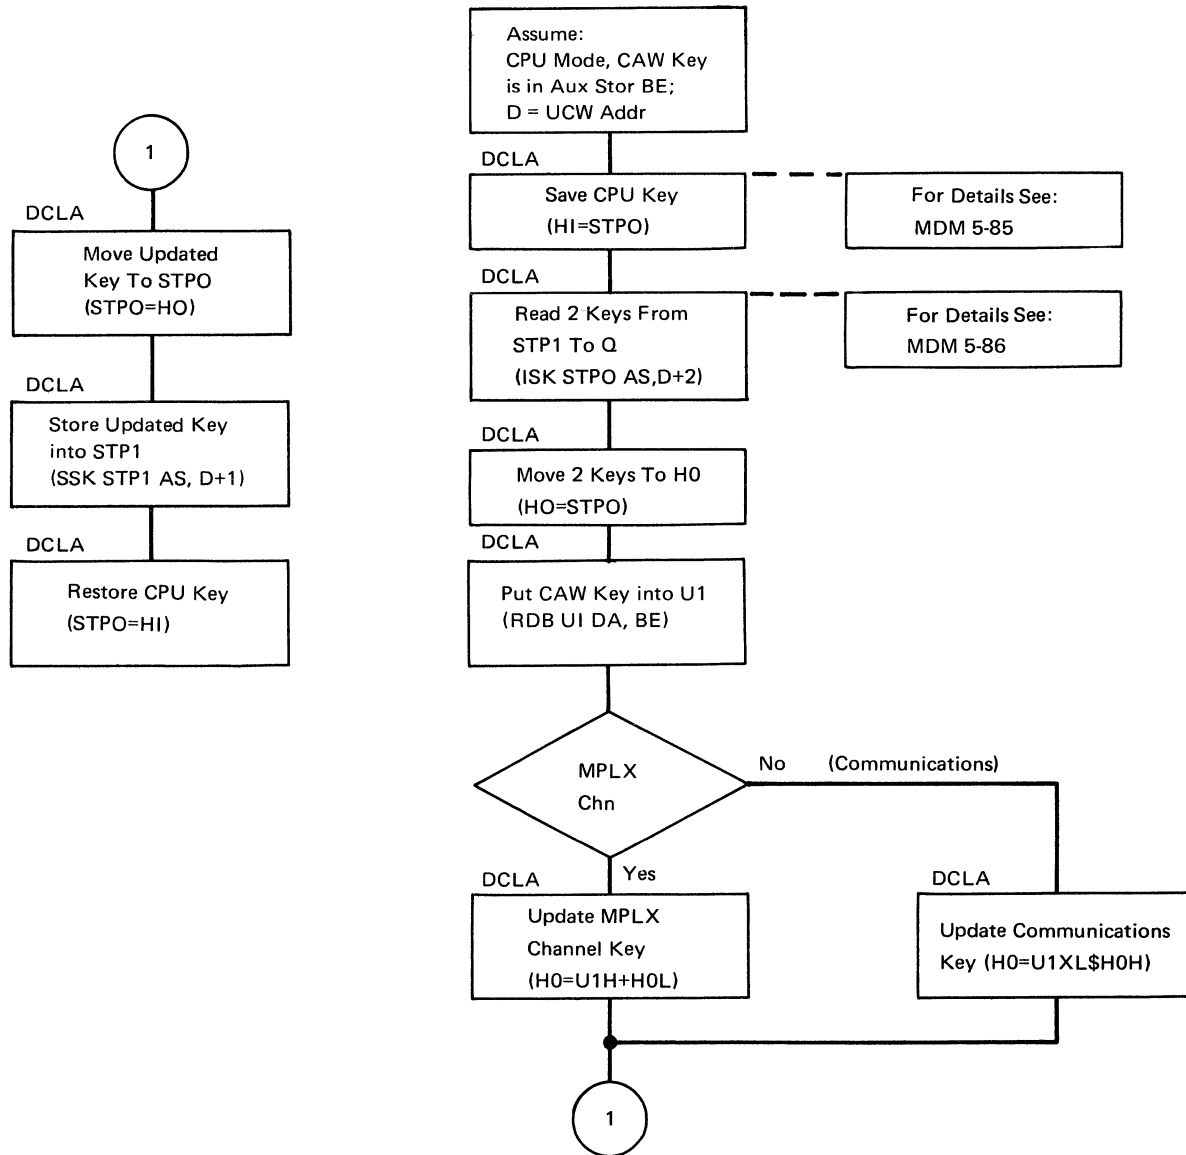 Assume:
CPU Mode, CAW Key
is in Aux Stor BE;
D = UCW Addr
DCLA
Save CPU Key
(HI=STPO)
For Details See:
MDM 5-85
DCLA
Read 2 Keys From
STP1 To Q
(ISK STPO AS,D+2)
For Details See:
MDM 5-86
DCLA
Move 2 Keys To H0
(HO=STPO)
DCLA
Put CAW Key into U1
(RDB UI DA, BE)
MPLX
Chn
No (Communications)
Yes
DCLA
Update MPLX
Channel Key
(H0=U1H+H0L)
DCLA
Update Communications
Key (H0=U1XL$H0H)
1
1
DCLA
Move Updated
Key To STPO
(STPO=HO)
DCLA
Store Updated Key
into STP1
(SSK STP1 AS, D+1)
DCLA
Restore CPU Key
(STPO=HI)